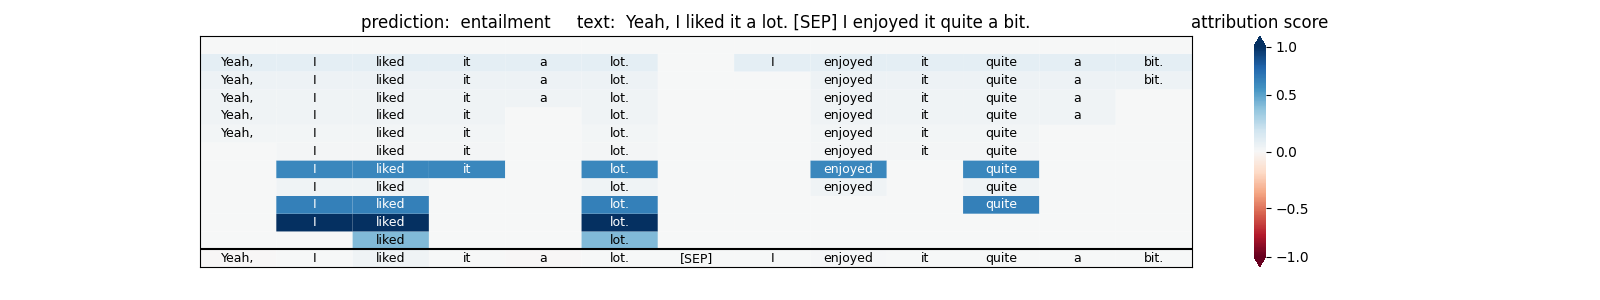 prediction:  entailment     text:  Yeah, I liked it a lot. [SEP] I enjoyed it quite a bit.
attribution score
Yeah, I liked it a lot. I enjoyed it quite a bit.
Yeah, I liked it a lot. enjoyed it quite a bit.
Yeah, I liked it a lot. enjoyed it quite a
Yeah, I liked it lot. enjoyed it quite a
Yeah, I liked it lot. enjoyed it quite
I liked it lot. enjoyed it quite
I liked it lot. enjoyed quite
I liked lot. enjoyed quite
I liked lot. quite
I liked lot.
liked lot.
Yeah, I liked it a lot. [SEP] I enjoyed it quite a bit.
1.0
0.5
0.0
−0.5
−1.0